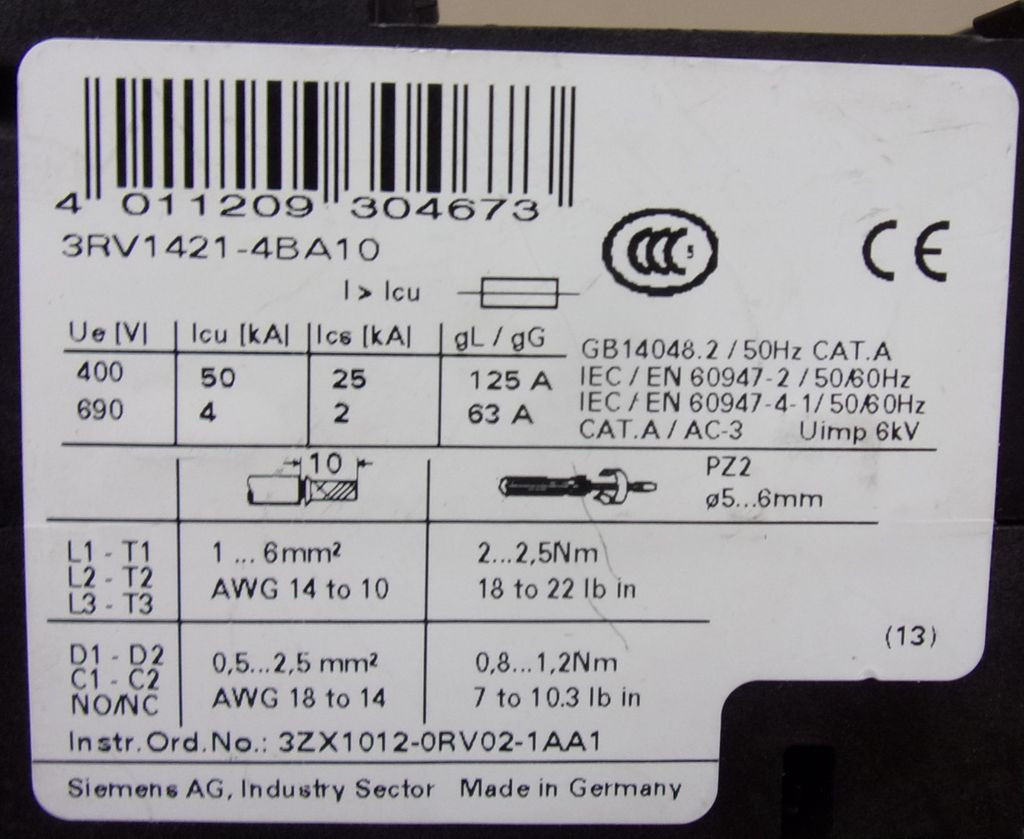 4 011209 304673
3RV1421-4BA10
CCC S
CE
I > Icu
Ue [V] Icu [kA] Ics [kA] gL / gG
400 50 25 125 A
690 4 2 63 A
GB14048.2 / 50Hz CAT.A
IEC / EN 60947-2 / 50/60Hz
IEC / EN 60947-4-1/ 50/60Hz
CAT.A / AC-3 Uimp 6kV
10
PZ2
ø5...6mm
L1 - T1
L2 - T2
L3 - T3
1 ... 6mm²
AWG 14 to 10
2...2,5Nm
18 to 22 lb in
(13)
D1 - D2
C1 - C2
NO/NC
0,5...2,5 mm²
AWG 18 to 14
0,8...1,2Nm
7 to 10.3 lb in
Instr.Ord.No.: 3ZX1012-0RV02-1AA1
Siemens AG, Industry Sector Made in Germany